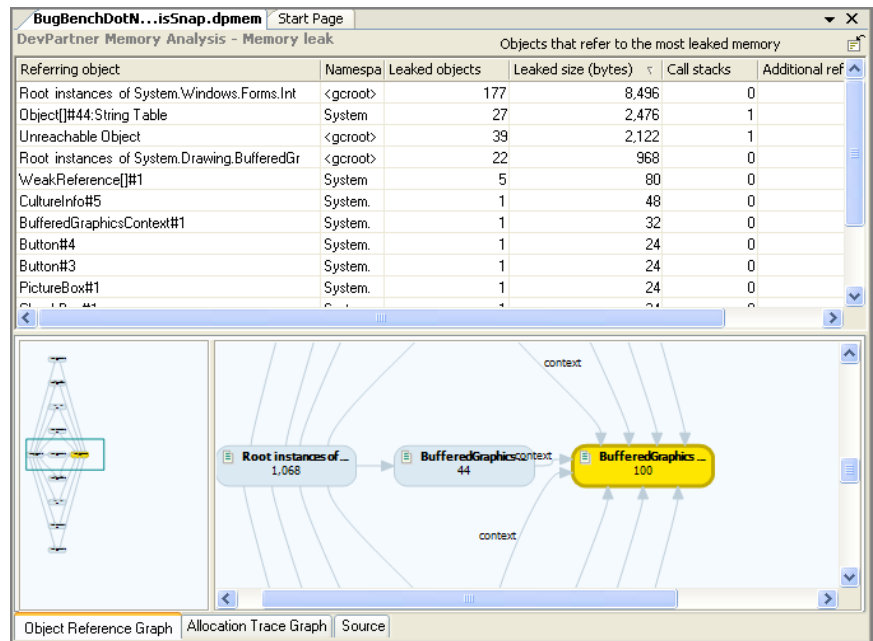 BugBenchDotN...isSnap.dpmem Start Page
DevPartner Memory Analysis - Memory leak Objects that refer to the most leaked memory
Referring object Namespa Leaked objects Leaked size (bytes) Call stacks Additional ref
Root instances of System.Windows.Forms.Int <gcroot> 177 8,496 0
Object[]#44:String Table System 27 2,476 1
Unreachable Object <gcroot> 39 2,122 1
Root instances of System.Drawing.BufferedGr <gcroot> 22 968 0
WeakReference[]#1 System 5 80 0
CultureInfo#5 System. 1 48 0
BufferedGraphicsContext#1 System. 1 32 0
Button#4 System. 1 24 0
Button#3 System. 1 24 0
PictureBox#1 System. 1 24 0
context
Root instances of... BufferedGraphics... context BufferedGraphics ...
1,068 44 100
context
Object Reference Graph Allocation Trace Graph Source